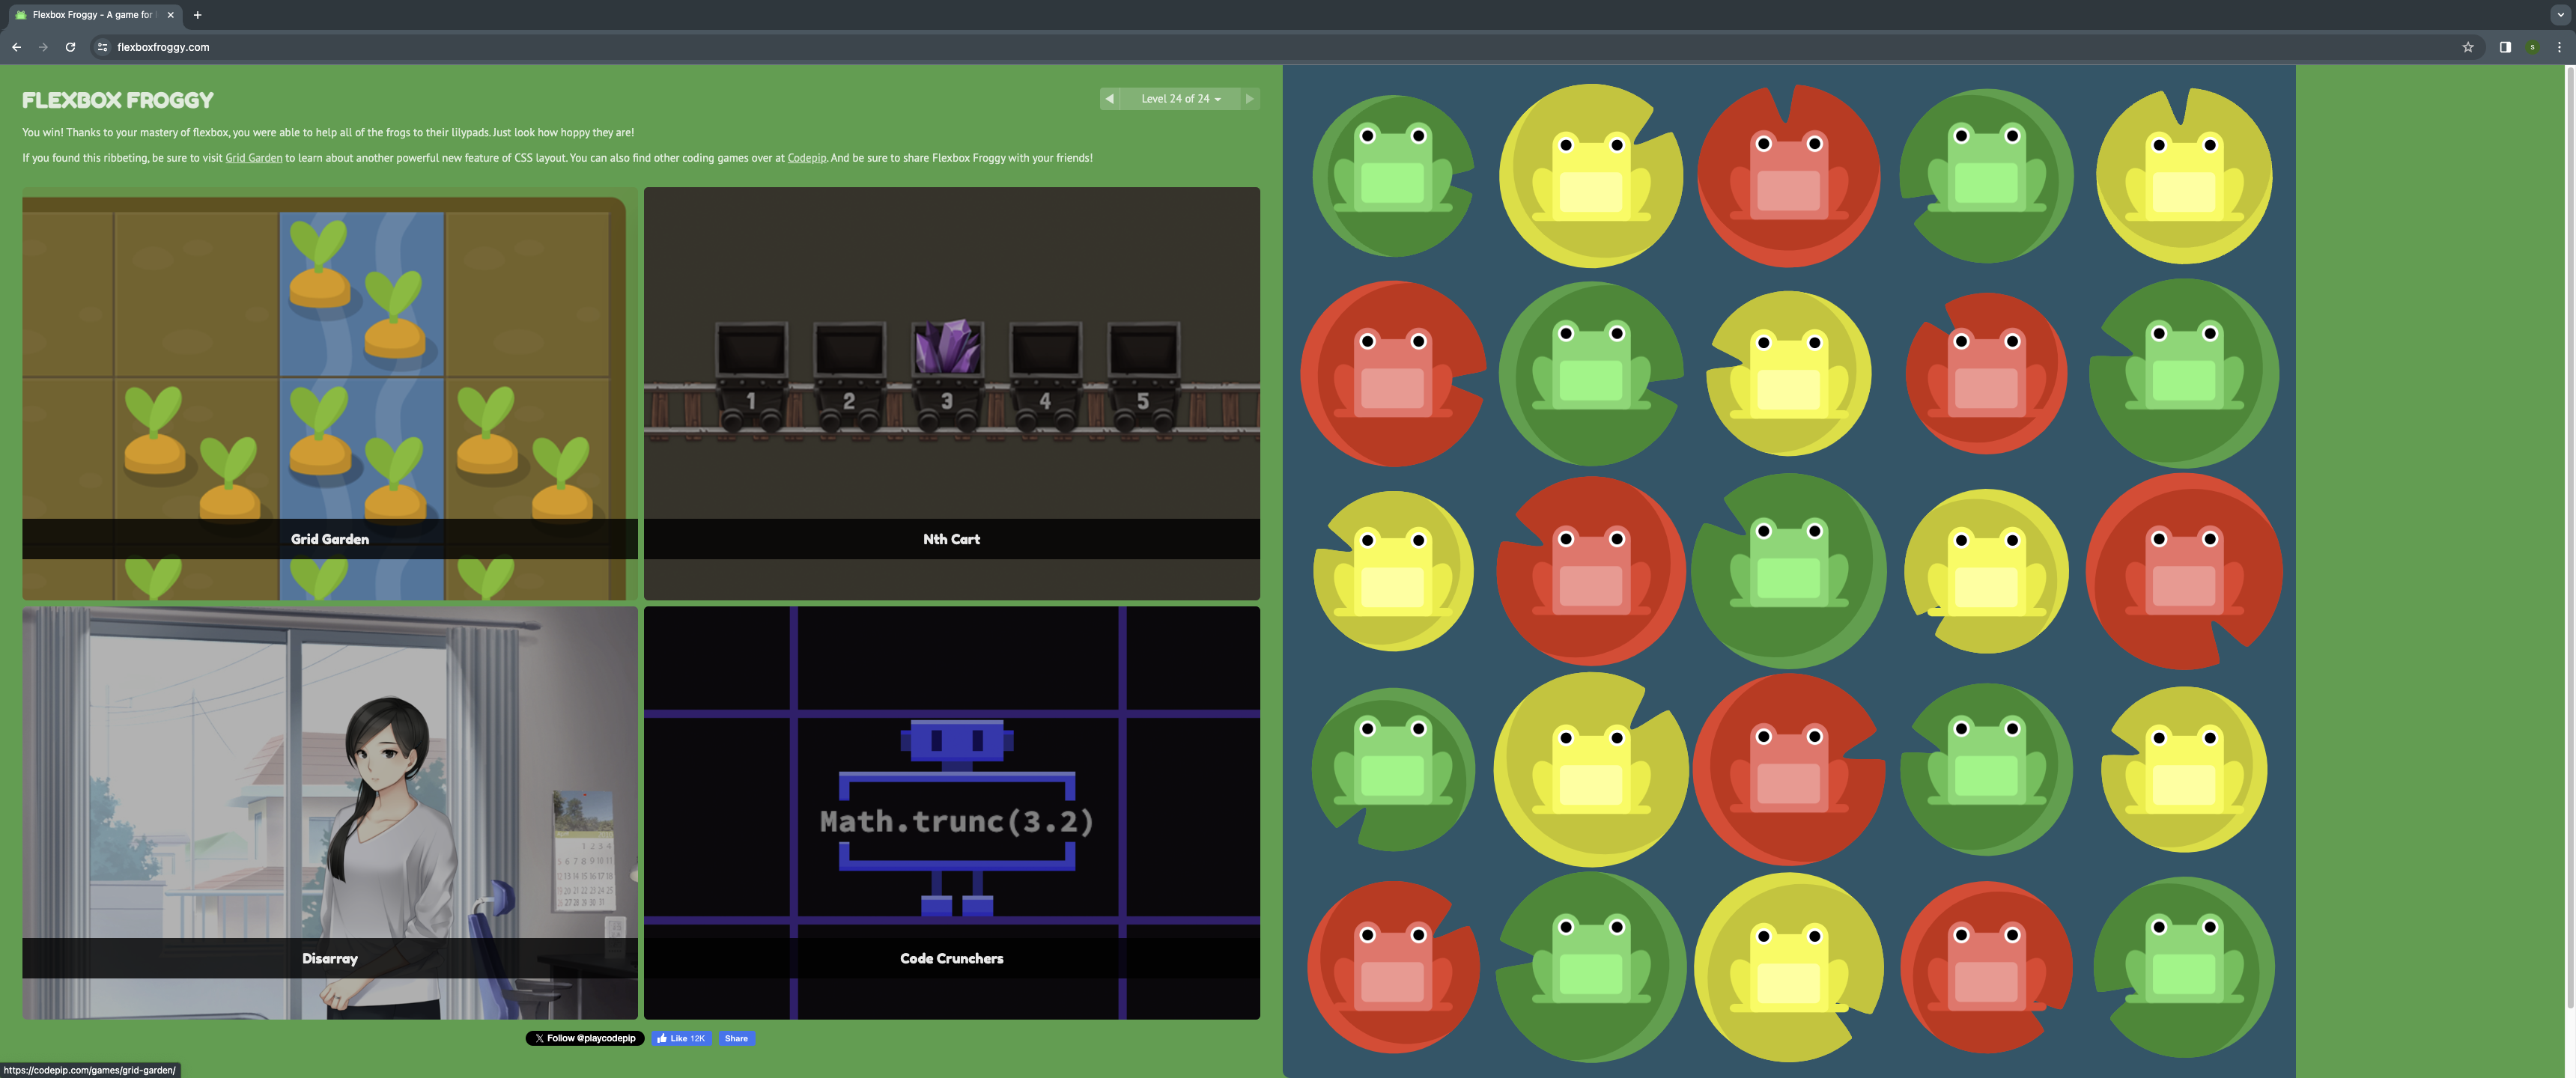 Flexbox Froggy - A game for
flexboxfroggy.com
S
FLEXBOX FROGGY
Level 24 of 24
You win! Thanks to your mastery of flexbox, you were able to help all of the frogs to their lilypads. Just look how hoppy they are!
If you found this ribbeting, be sure to visit Grid Garden to learn about another powerful new feature of CSS layout. You can also find other coding games over at Codepip. And be sure to share Flexbox Froggy with your friends!
1 2 3 4 5
Grid Garden
Nth Cart
Math.trunc(3.2)
Disarray
Code Crunchers
Follow @playcodepip
Like 12K
Share
https://codepip.com/games/grid-garden/